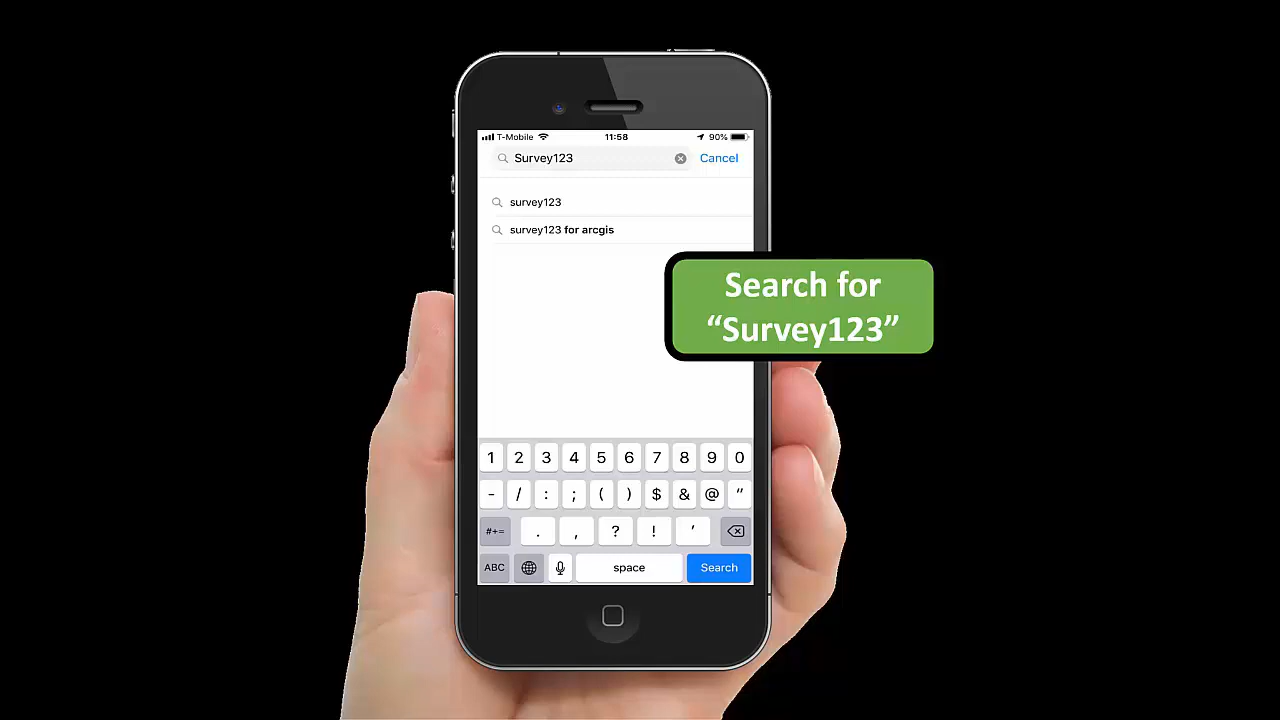 T-Mobile 11:58 90%
Survey123 Cancel
survey123
survey123 for arcgis
Search for
“Survey123”
1 2 3 4 5 6 7 8 9 0
- / : ; ( ) $ & @ “
#+= . , ? ! ’
ABC space Search